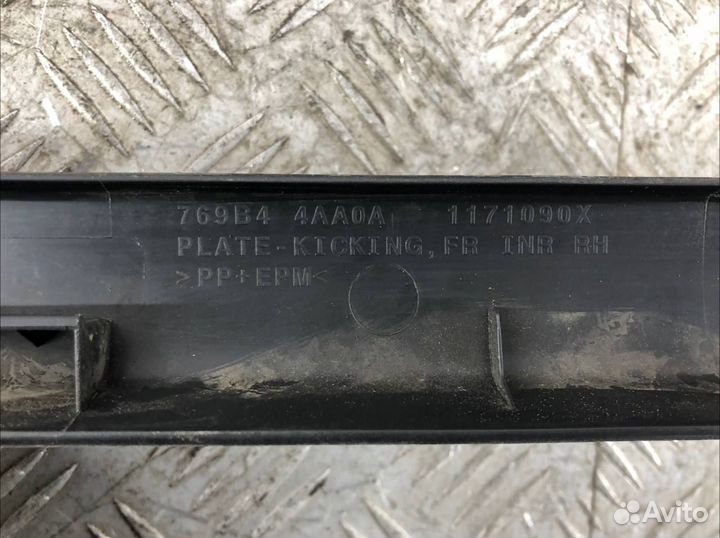 769B4 4AA0A 1171090X
PLATE-KICKING, FR INR RH
>PP+EPM<
Avito